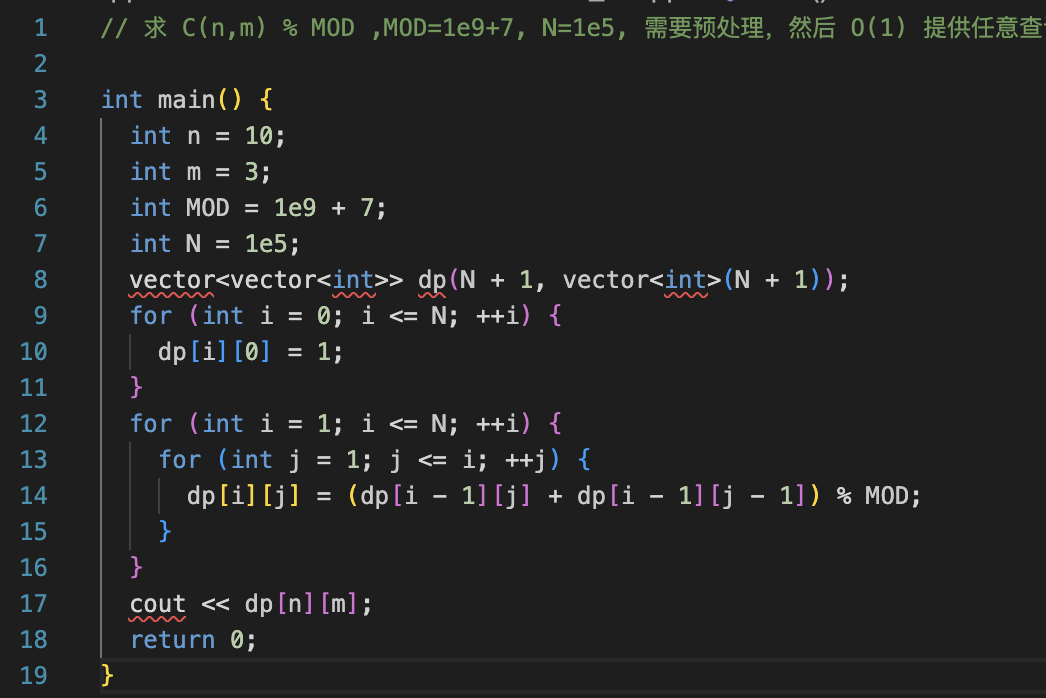 1 // 求 C(n,m) % MOD ,MOD=1e9+7, N=1e5, 需要预处理，然后 O(1) 提供任意查
2
3 int main() {
4   int n = 10;
5   int m = 3;
6   int MOD = 1e9 + 7;
7   int N = 1e5;
8   vector<vector<int>> dp(N + 1, vector<int>(N + 1));
9   for (int i = 0; i <= N; ++i) {
10     dp[i][0] = 1;
11   }
12   for (int i = 1; i <= N; ++i) {
13     for (int j = 1; j <= i; ++j) {
14       dp[i][j] = (dp[i - 1][j] + dp[i - 1][j - 1]) % MOD;
15     }
16   }
17   cout << dp[n][m];
18   return 0;
19 }